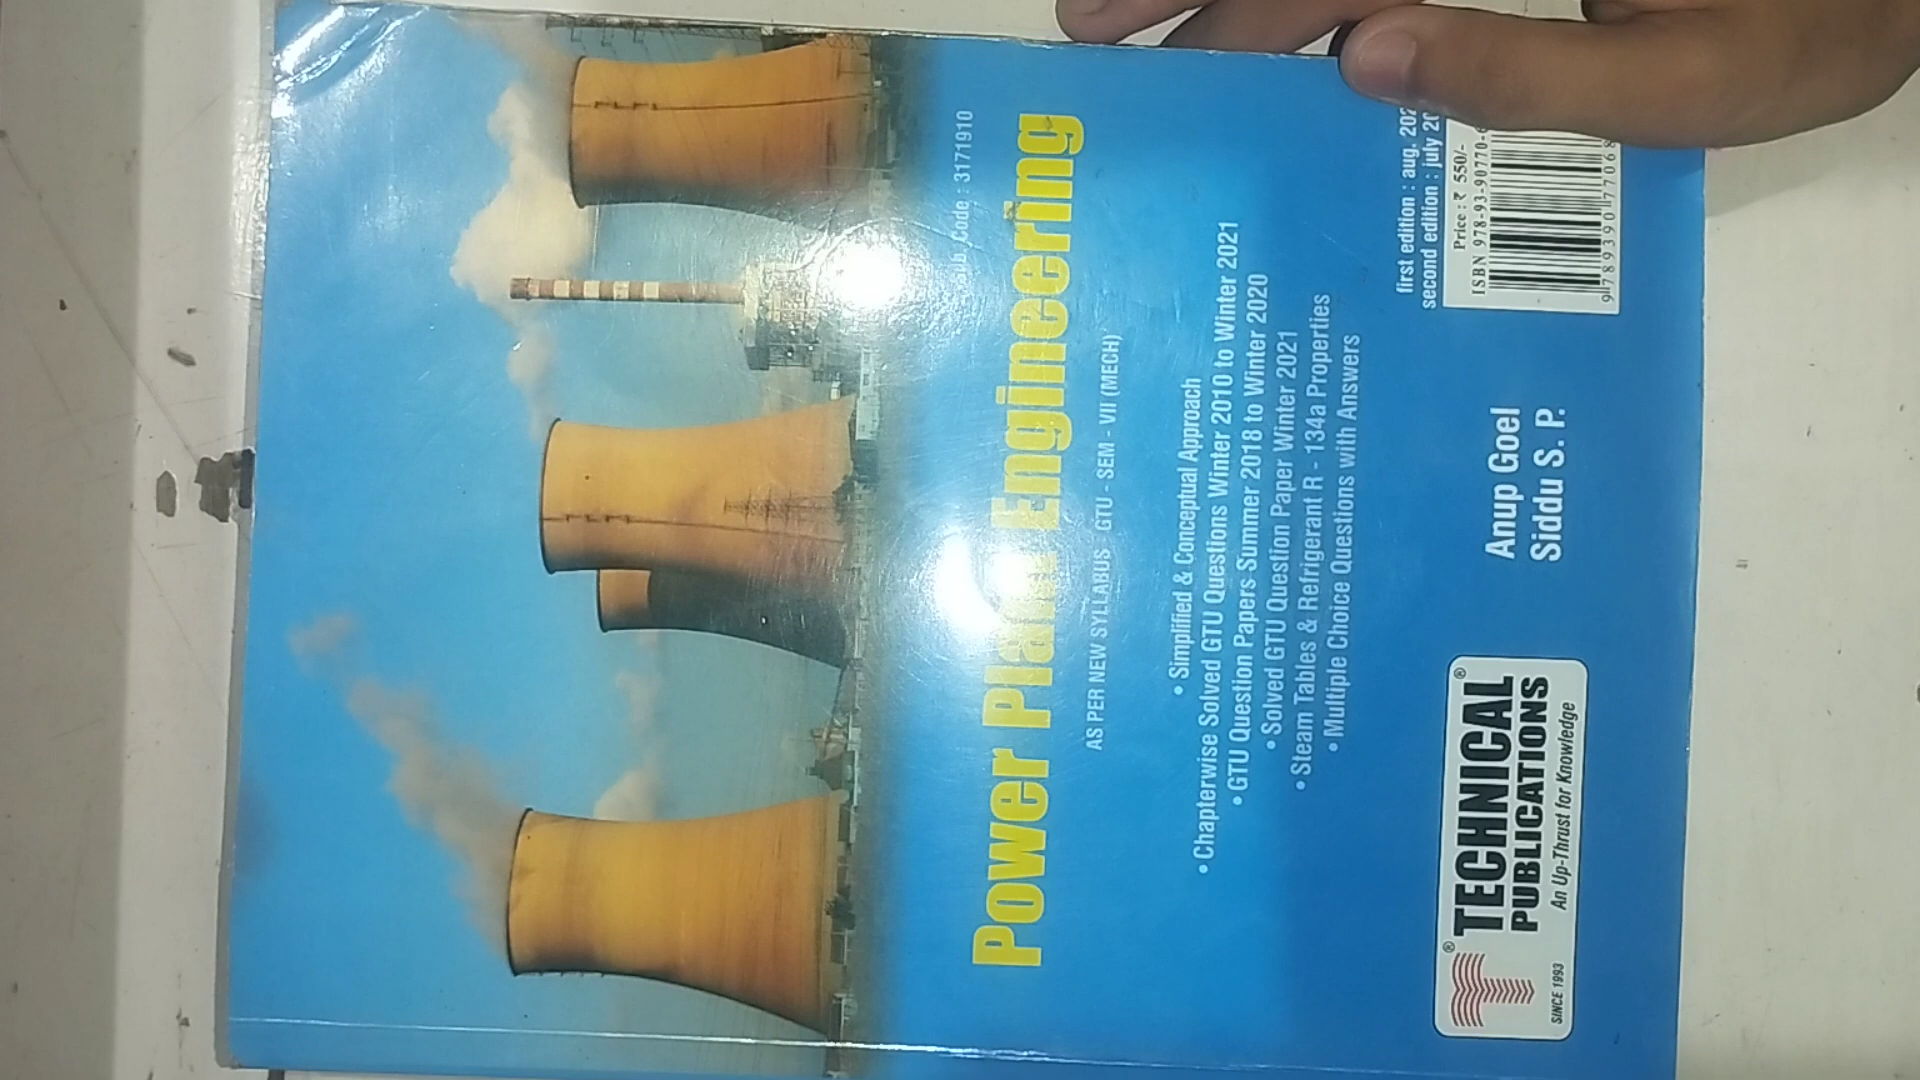 Sub. Code : 3171910
Power Plant Engineering
AS PER NEW SYLLABUS GTU - SEM - VII (MECH)
• Simplified & Conceptual Approach
• Chapterwise Solved GTU Questions Winter 2010 to Winter 2021
• GTU Question Papers Summer 2018 to Winter 2020
• Solved GTU Question Paper Winter 2021
• Steam Tables & Refrigerant R - 134a Properties
• Multiple Choice Questions with Answers
first edition : aug.
second edition : july
Price : ₹ 550/-
ISBN 978-93-90770-
9 789390 77068
Anup Goel
Siddu S. P.
TECHNICAL®
PUBLICATIONS
SINCE 1993 An Up-Thrust for Knowledge